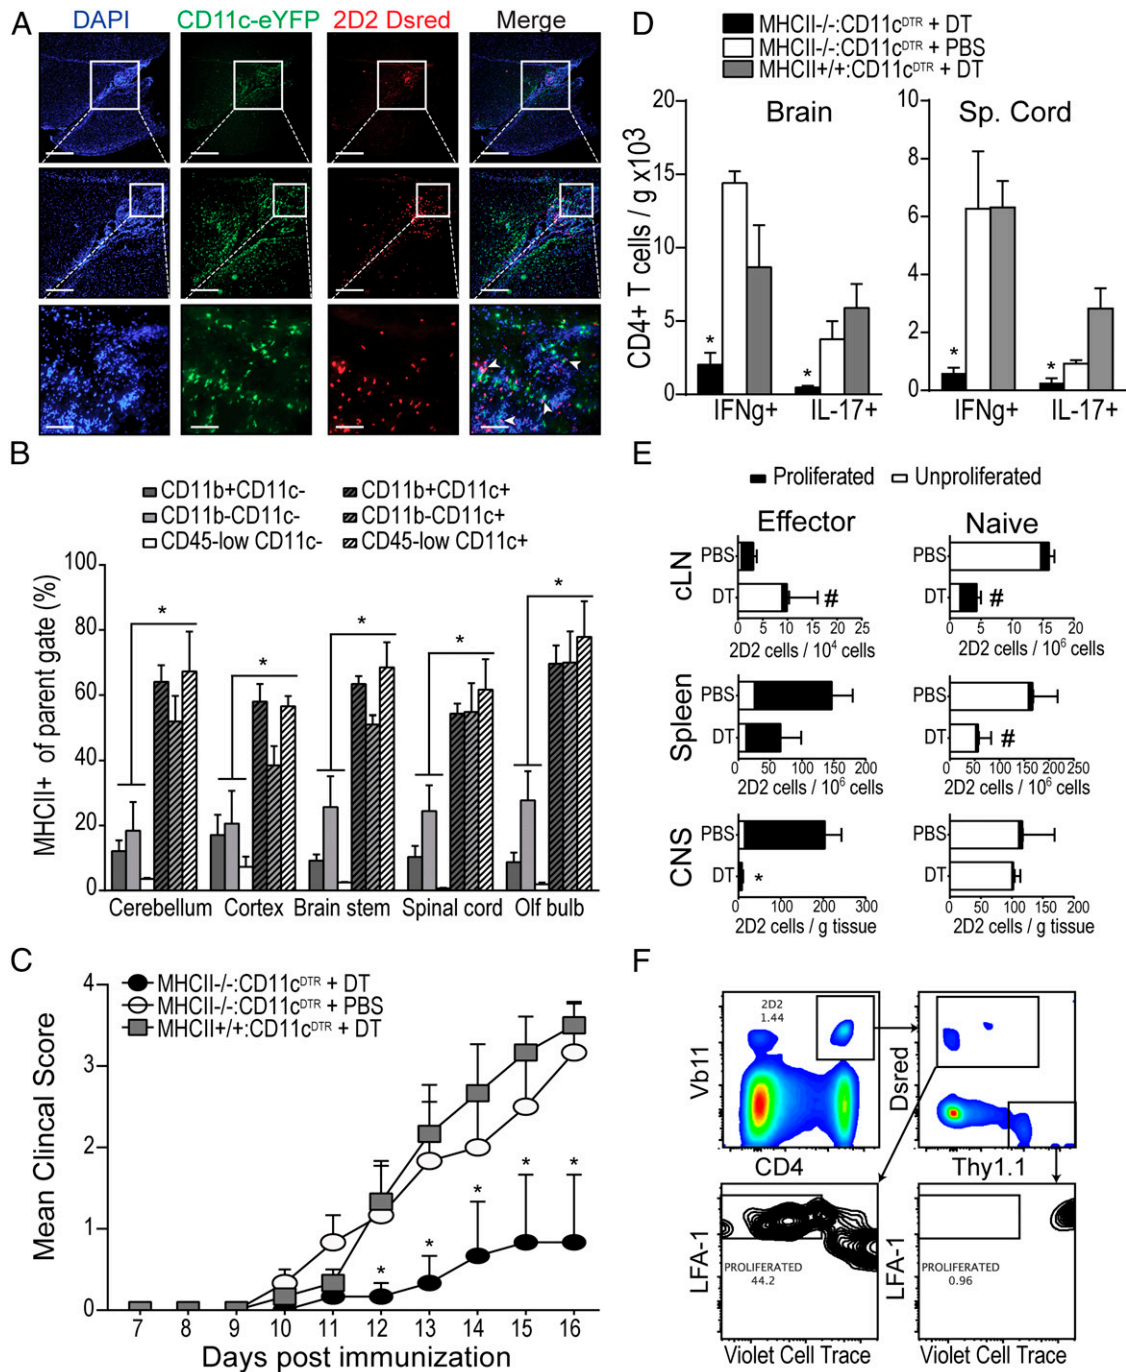 A
DAPI CD11c-eYFP 2D2 Dsred Merge
B
CD11b+CD11c- CD11b+CD11c+
CD11b-CD11c- CD11b-CD11c+
CD45-low CD11c- CD45-low CD11c+
MHCII+ of parent gate (%)
100
80
60
40
20
0
* * * * *
Cerebellum Cortex Brain stem Spinal cord Olf bulb
C
MHCII-/-:CD11cDTR + DT
MHCII-/-:CD11cDTR + PBS
MHCII+/+:CD11cDTR + DT
Mean Clincal Score
4
3
2
1
0
* * * * *
7 8 9 10 11 12 13 14 15 16
Days post immunization
D
MHCII-/-:CD11cDTR + DT
MHCII-/-:CD11cDTR + PBS
MHCII+/+:CD11cDTR + DT
CD4+ T cells / g x103
Brain
20
15
10
5
0
* *
IFNg+ IL-17+
Sp. Cord
10
8
6
4
2
0
* *
IFNg+ IL-17+
E
Proliferated Unproliferated
Effector Naive
cLN
PBS
DT #
0 5 10 15 20 25
2D2 cells / 10⁴ cells
PBS
DT #
0 5 10 15 20
2D2 cells / 10⁶ cells
Spleen
PBS
DT
0 50 100 150 200
2D2 cells / 10⁶ cells
PBS
DT #
0 50 100 150 200 250
2D2 cells / 10⁶ cells
CNS
PBS
DT *
0 100 200 300
2D2 cells / g tissue
PBS
DT
0 50 100 150 200
2D2 cells / g tissue
F
2D2
1.44
Vb11
CD4
Dsred
Thy1.1
LFA-1
PROLIFERATED
44.2
Violet Cell Trace
LFA-1
PROLIFERATED
0.96
Violet Cell Trace